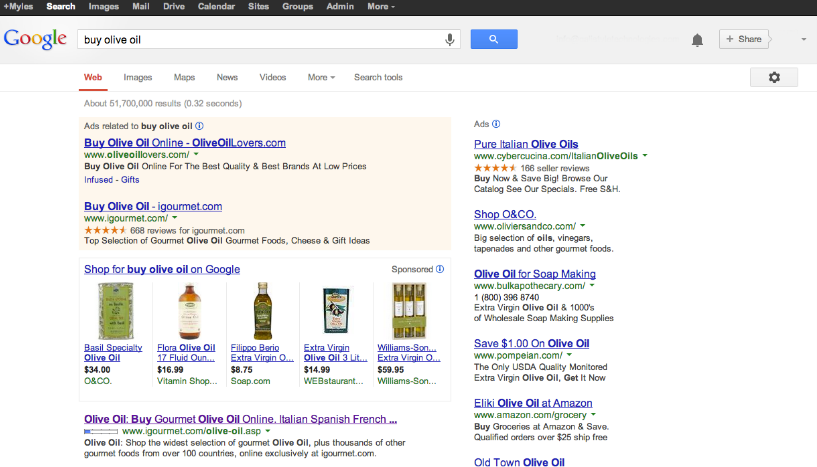 +Myles Search Images Mail Drive Calendar Sites Groups Admin More
Google
buy olive oil
+ Share
Web Images Maps News Videos More Search tools
About 51,700,000 results (0.32 seconds)
Ads related to buy olive oil
Buy Olive Oil Online - OliveOilLovers.com
www.oliveoillovers.com/
Buy Olive Oil Online For The Best Quality & Best Brands At Low Prices
Infused - Gifts
Buy Olive Oil - igourmet.com
www.igourmet.com/
668 reviews for igourmet.com
Top Selection of Gourmet Olive Oil Gourmet Foods, Cheese & Gift Ideas
Shop for buy olive oil on Google
Sponsored
Basil Specialty
Olive Oil
$34.00
O&CO.
Flora Olive Oil
17 Fluid Oun...
$16.99
Vitamin Shop...
Filippo Berio
Extra Virgin O...
$8.75
Soap.com
Extra Virgin
Olive Oil 3 Lit...
$14.99
WEBstaurant...
Williams-Son...
Extra Virgin O...
$59.95
Williams-Son...
Olive Oil: Buy Gourmet Olive Oil Online. Italian Spanish French ...
www.igourmet.com/olive-oil.asp
Olive Oil: Shop the widest selection of gourmet Olive Oil, plus thousands of other
gourmet foods from over 100 countries, online exclusively at igourmet.com.
Ads
Pure Italian Olive Oils
www.cybercucina.com/ItalianOliveOils
166 seller reviews
Buy Now & Save Big! Browse Our
Catalog See Our Specials. Free S&H.
Shop O&CO.
www.oliviersandco.com/
Big selection of oils, vinegars,
tapenades and other gourmet foods.
Olive Oil for Soap Making
www.bulkapothecary.com/
1 (800) 396 8740
Extra Virgin Olive Oil & 1000's
of Wholesale Soap Making Supplies
Save $1.00 On Olive Oil
www.pompeian.com/
The Only USDA Quality Monitored
Extra Virgin Olive Oil, Get It Now
Eliki Olive Oil at Amazon
www.amazon.com/grocery
Buy Groceries at Amazon & Save.
Qualified orders over $25 ship free
Old Town Olive Oil